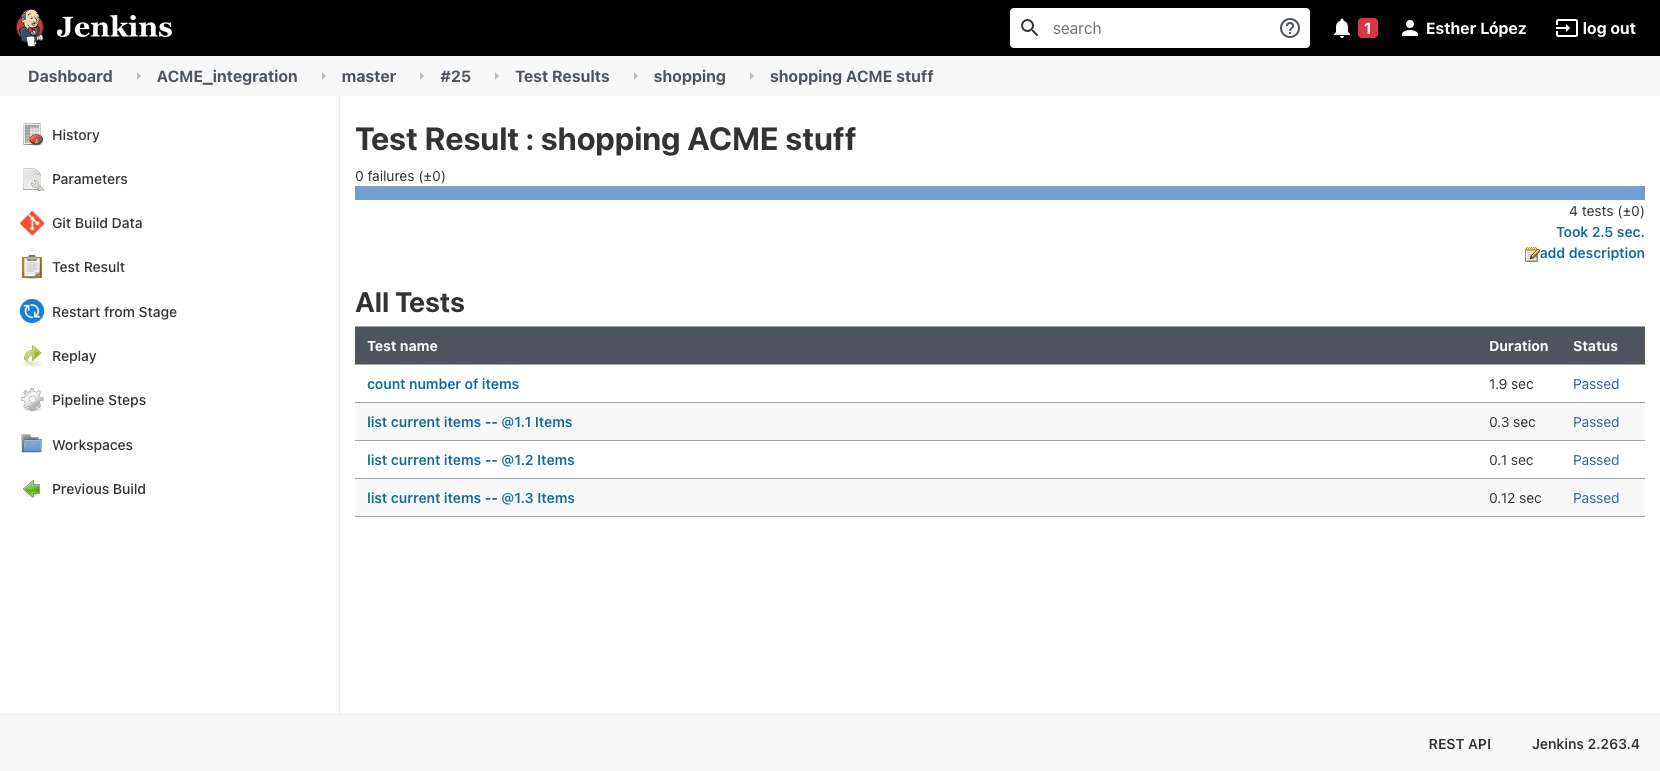 Jenkins
search
1
Esther López
log out
Dashboard ACME_integration master #25 Test Results shopping shopping ACME stuff
History
Parameters
Git Build Data
Test Result
Restart from Stage
Replay
Pipeline Steps
Workspaces
Previous Build
Test Result : shopping ACME stuff
0 failures (±0)
4 tests (±0)
Took 2.5 sec.
add description
All Tests
Test name Duration Status
count number of items 1.9 sec Passed
list current items -- @1.1 Items 0.3 sec Passed
list current items -- @1.2 Items 0.1 sec Passed
list current items -- @1.3 Items 0.12 sec Passed
REST API Jenkins 2.263.4